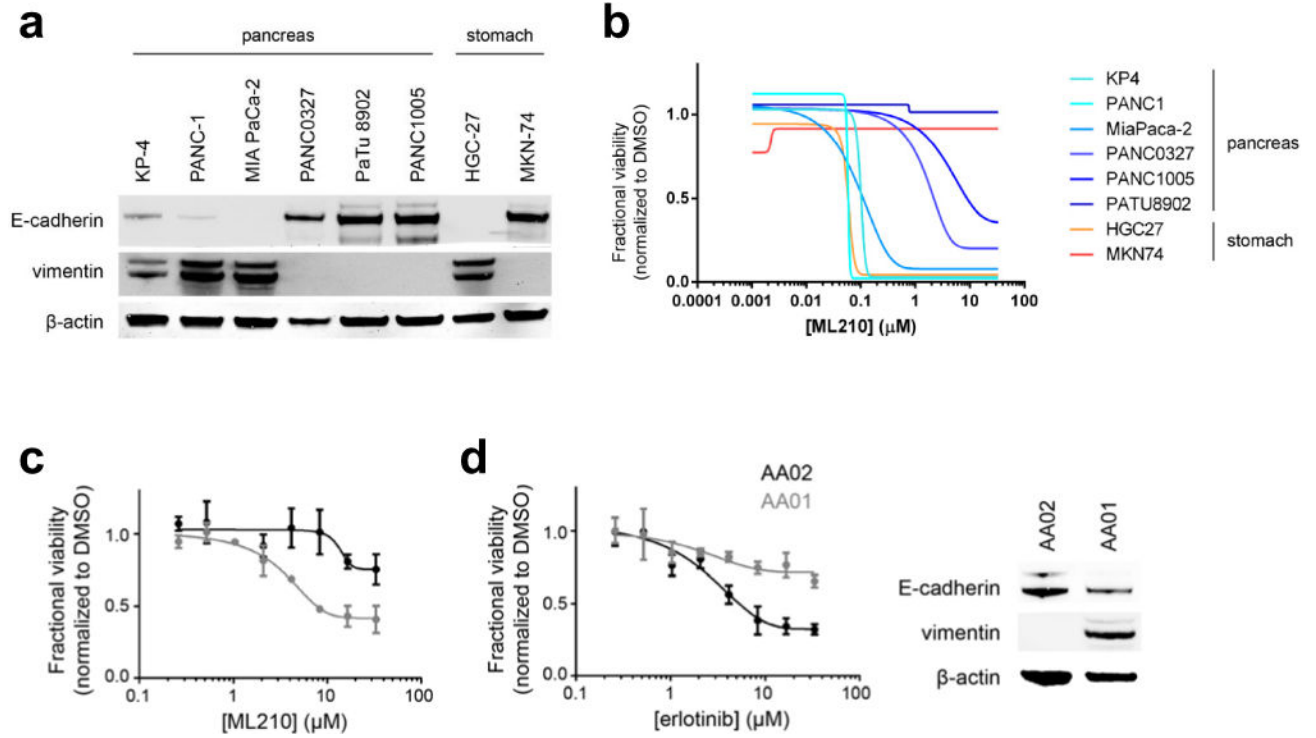 a
pancreas
stomach
KP-4
PANC-1
MIA PaCa-2
PANC0327
PaTu 8902
PANC1005
HGC-27
MKN-74
E-cadherin
vimentin
β-actin
b
Fractional viability
(normalized to DMSO)
1.0
0.5
0.0
0.0001
0.001
0.01
0.1
1
10
100
[ML210] (μM)
KP4
PANC1
MiaPaca-2
PANC0327
PANC1005
PATU8902
HGC27
MKN74
pancreas
stomach
c
Fractional viability
(normalized to DMSO)
1.0
0.5
0.0
0.1
1
10
100
[ML210] (μM)
d
Fractional viability
(normalized to DMSO)
1.0
0.5
0.0
0.1
1
10
100
[erlotinib] (μM)
AA02
AA01
AA02
AA01
E-cadherin
vimentin
β-actin